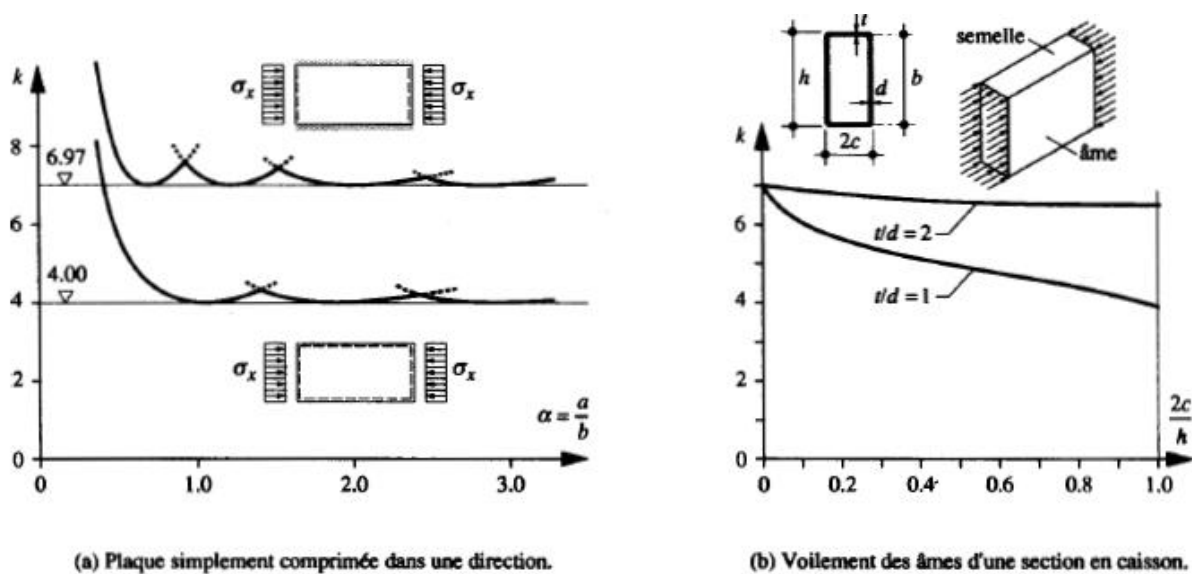 k
8
6.97
6
4.00
4
2
0
σx
σx
σx
σx
α = a/b
0
1.0
2.0
3.0
(a) Plaque simplement comprimée dans une direction.
t
h
b
d
2c
semelle
âme
k
6
4
2
0
t/d = 2
t/d = 1
2c/h
0
0.2
0.4
0.6
0.8
1.0
(b) Voilement des âmes d'une section en caisson.